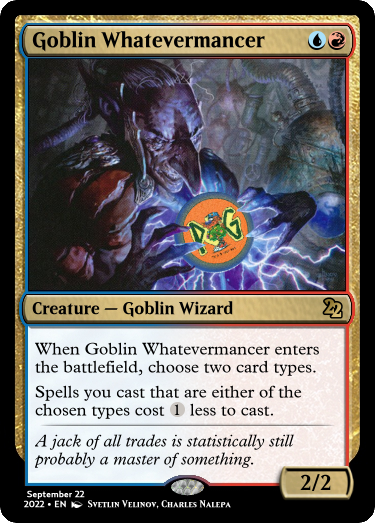 Goblin Whatevermancer
POG
Creature — Goblin Wizard
When Goblin Whatevermancer enters
the battlefield, choose two card types.
Spells you cast that are either of the
chosen types cost 1 less to cast.
A jack of all trades is statistically still
probably a master of something.
2/2
September 22
2022 • EN Svetlin Velinov, Charles Nalepa